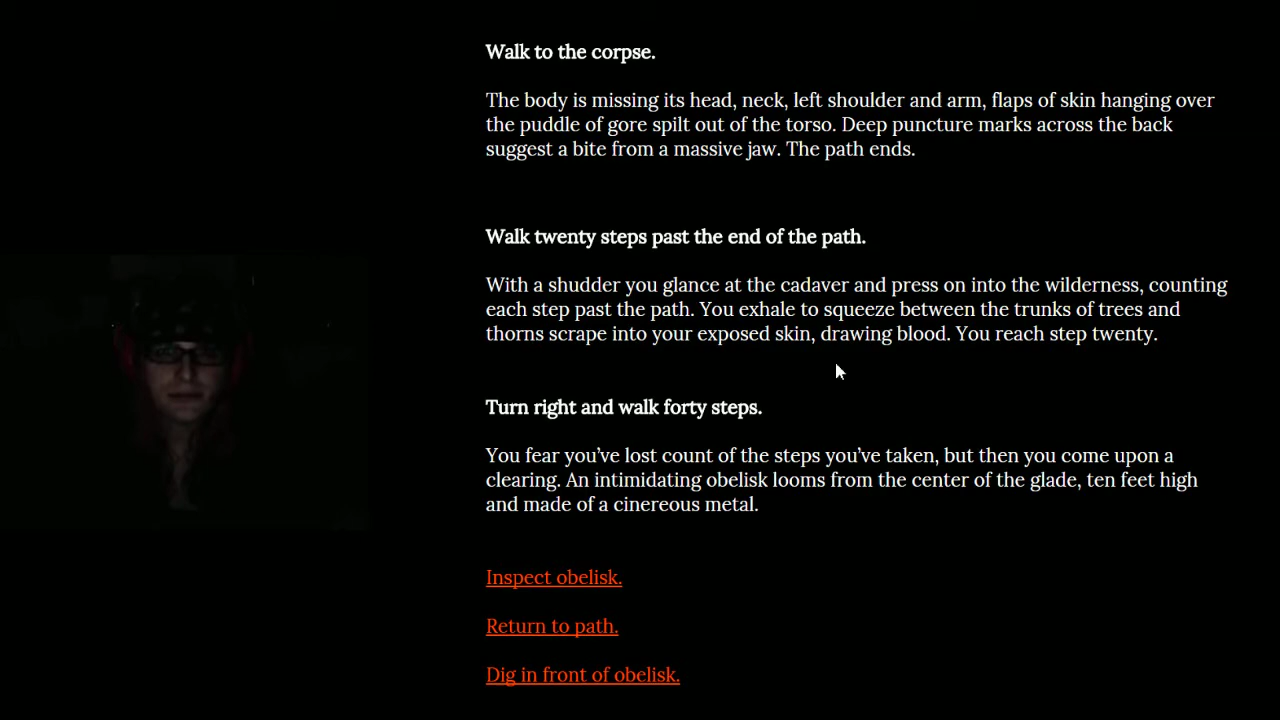 Walk to the corpse.
The body is missing its head, neck, left shoulder and arm, flaps of skin hanging over
the puddle of gore spilt out of the torso. Deep puncture marks across the back
suggest a bite from a massive jaw. The path ends.
Walk twenty steps past the end of the path.
With a shudder you glance at the cadaver and press on into the wilderness, counting
each step past the path. You exhale to squeeze between the trunks of trees and
thorns scrape into your exposed skin, drawing blood. You reach step twenty.
Turn right and walk forty steps.
You fear you’ve lost count of the steps you’ve taken, but then you come upon a
clearing. An intimidating obelisk looms from the center of the glade, ten feet high
and made of a cinereous metal.
Inspect obelisk.
Return to path.
Dig in front of obelisk.